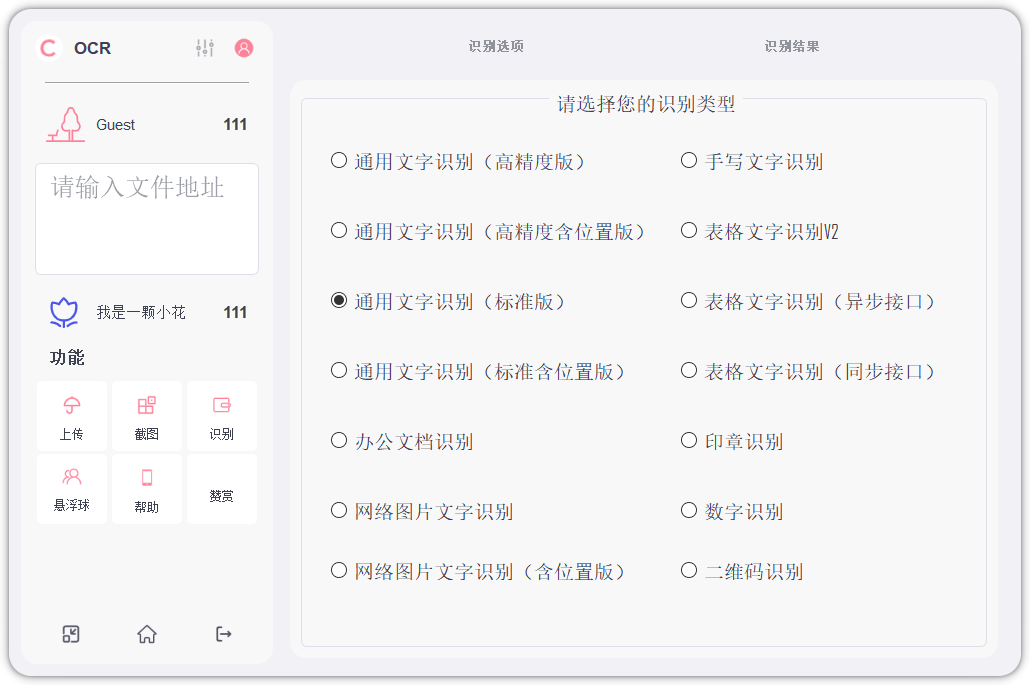 OCR
Guest 111
请输入文件地址
我是一颗小花 111
功能
上传 截图 识别
悬浮球 帮助 赞赏
识别选项 识别结果
请选择您的识别类型
通用文字识别（高精度版） 手写文字识别
通用文字识别（高精度含位置版） 表格文字识别V2
通用文字识别（标准版） 表格文字识别（异步接口）
通用文字识别（标准含位置版） 表格文字识别（同步接口）
办公文档识别 印章识别
网络图片文字识别 数字识别
网络图片文字识别（含位置版） 二维码识别